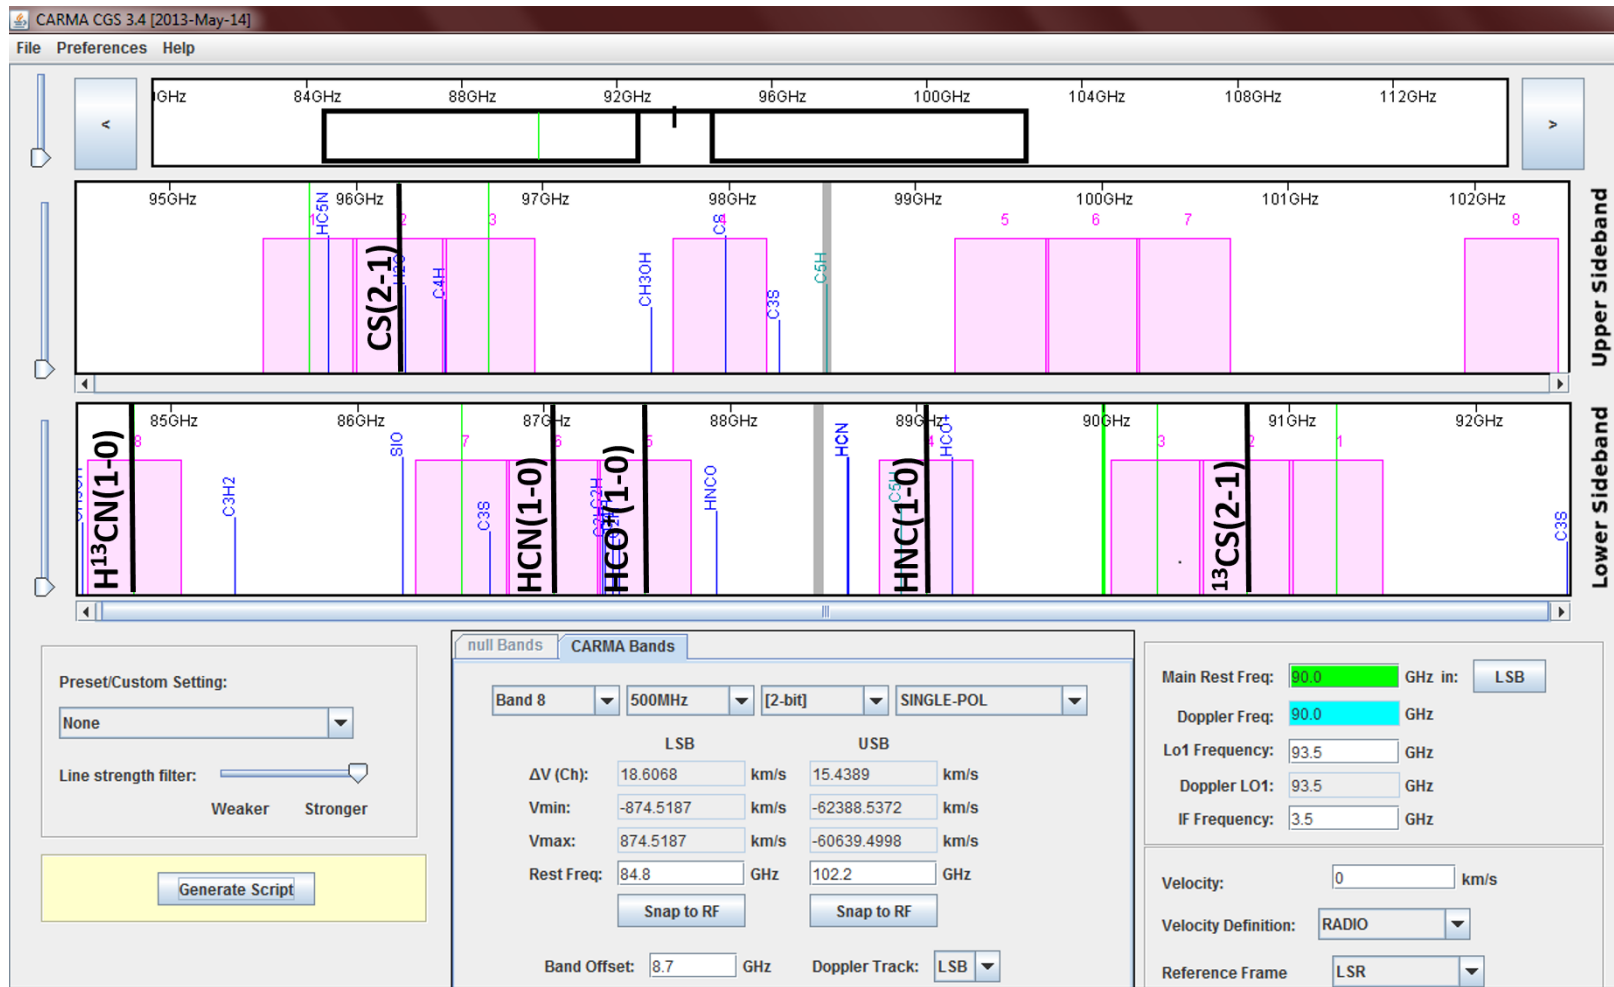 CARMA CGS 3.4 [2013-May-14]
File Preferences Help
GHz 84GHz 88GHz 92GHz 96GHz 100GHz 104GHz 108GHz 112GHz
< >
95GHz 96GHz 97GHz 98GHz 99GHz 100GHz 101GHz 102GHz
1 2 3 4 5 6 7 8
HC5N
CS(2-1)
C4H
CH3OH
CS
C3S
C5H
Upper Sideband
85GHz 86GHz 87GHz 88GHz 89GHz 90GHz 91GHz 92GHz
8 7 6 5 4 3 2 1
H¹³CN(1-0)
C3H2
SIO
C3S
HCN(1-0)
C2H
HCO⁺(1-0)
HNCO
HCN
C5H
HNC(1-0)
HCO+
¹³CS(2-1)
C3S
Lower Sideband
Preset/Custom Setting:
None
Line strength filter:
Weaker Stronger
Generate Script
null Bands CARMA Bands
Band 8 500MHz [2-bit] SINGLE-POL
LSB USB
ΔV (Ch): 18.6068 km/s 15.4389 km/s
Vmin: -874.5187 km/s -62388.5372 km/s
Vmax: 874.5187 km/s -60639.4998 km/s
Rest Freq: 84.8 GHz 102.2 GHz
Snap to RF Snap to RF
Band Offset: 8.7 GHz Doppler Track: LSB
Main Rest Freq: 90.0 GHz in: LSB
Doppler Freq: 90.0 GHz
Lo1 Frequency: 93.5 GHz
Doppler LO1: 93.5 GHz
IF Frequency: 3.5 GHz
Velocity: 0 km/s
Velocity Definition: RADIO
Reference Frame LSR